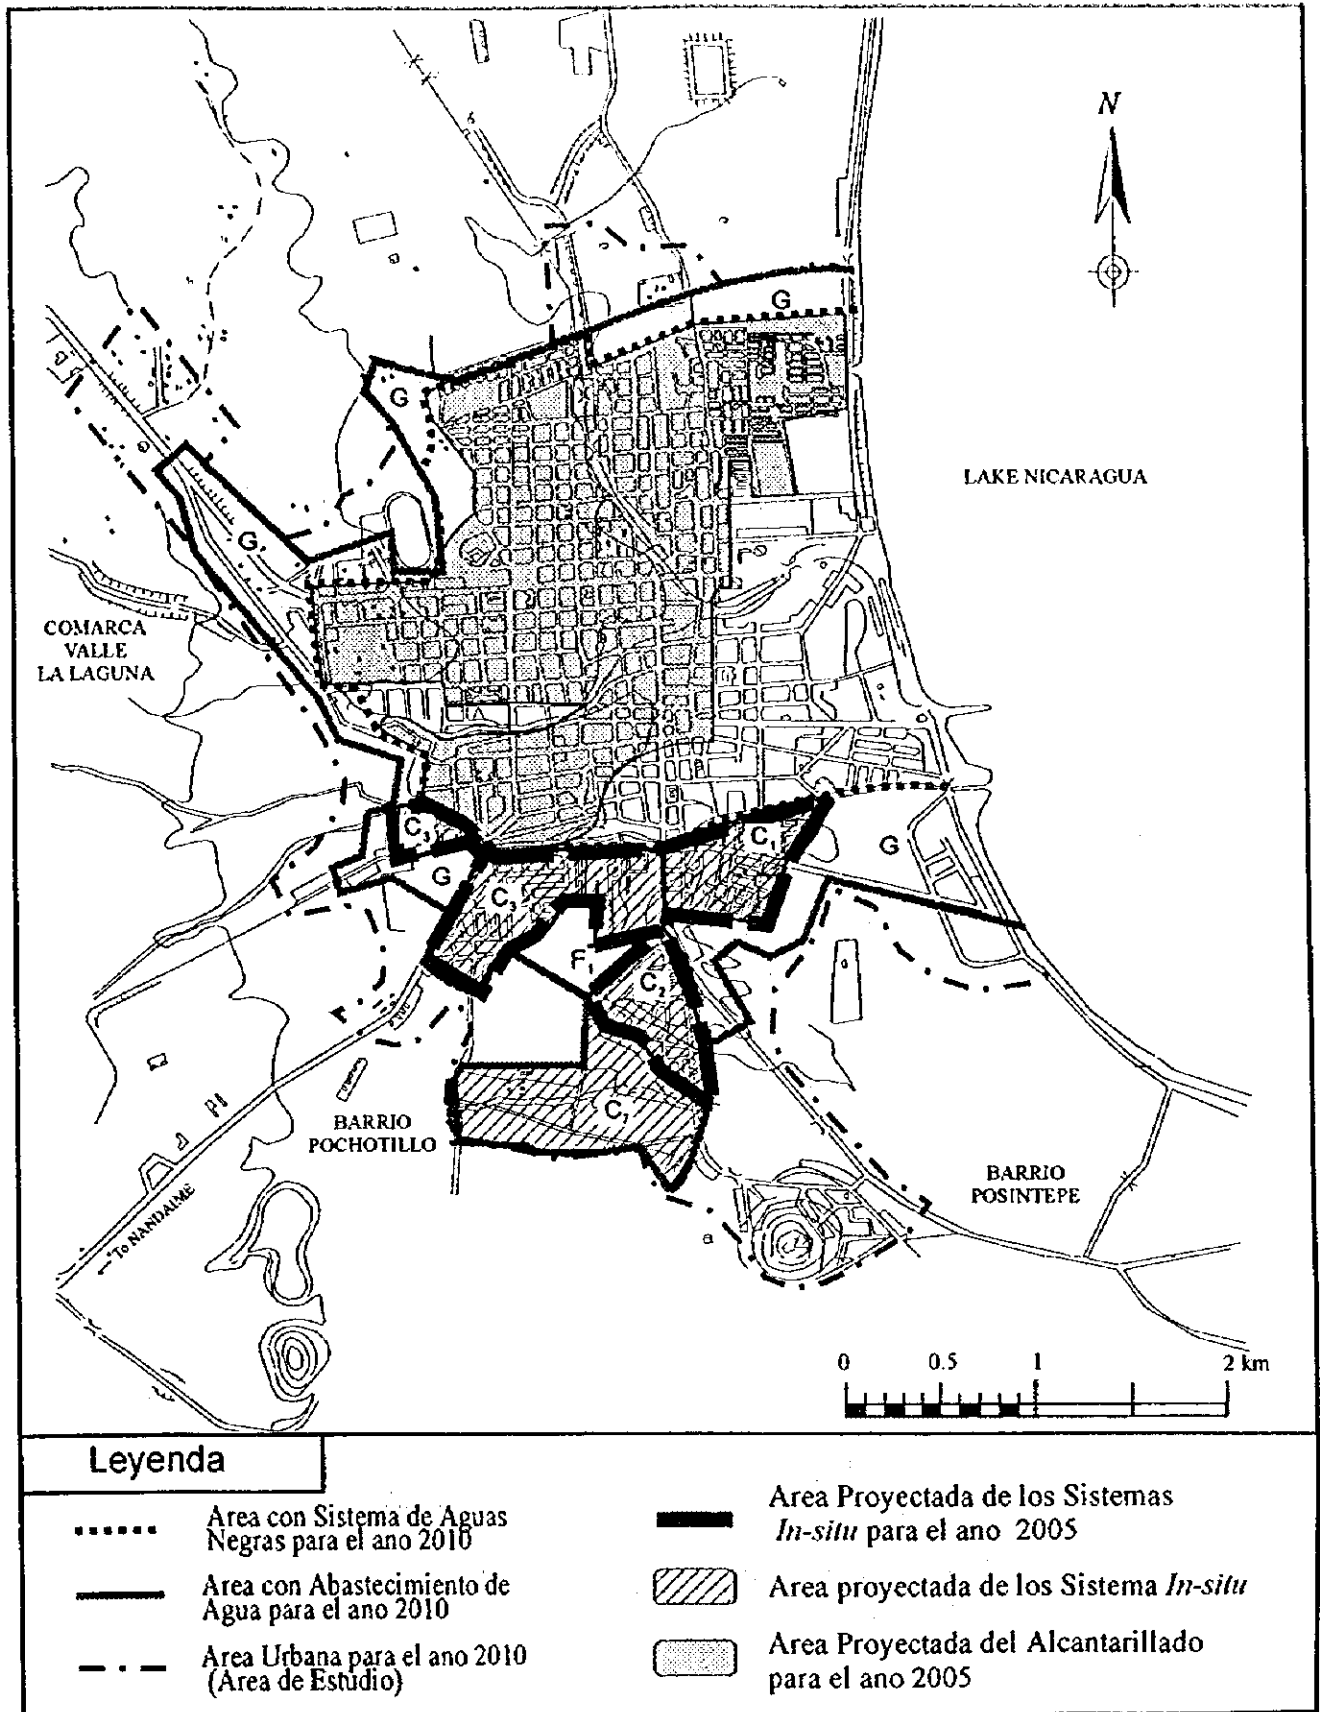 N
G
G
LAKE NICARAGUA
G
COMARCA
VALLE
LA LAGUNA
A
C3
C1
G
G
C3
F1
C2
C1
BARRIO
POCHOTILLO
BARRIO
POSINTEPE
To NANDAIME
0 0.5 1 2 km
Leyenda
Area con Sistema de Aguas
Negras para el ano 2010
Area con Abastecimiento de
Agua para el ano 2010
Area Urbana para el ano 2010
(Area de Estudio)
Area Proyectada de los Sistemas
In-situ para el ano 2005
Area proyectada de los Sistema In-situ
Area Proyectada del Alcantarillado
para el ano 2005